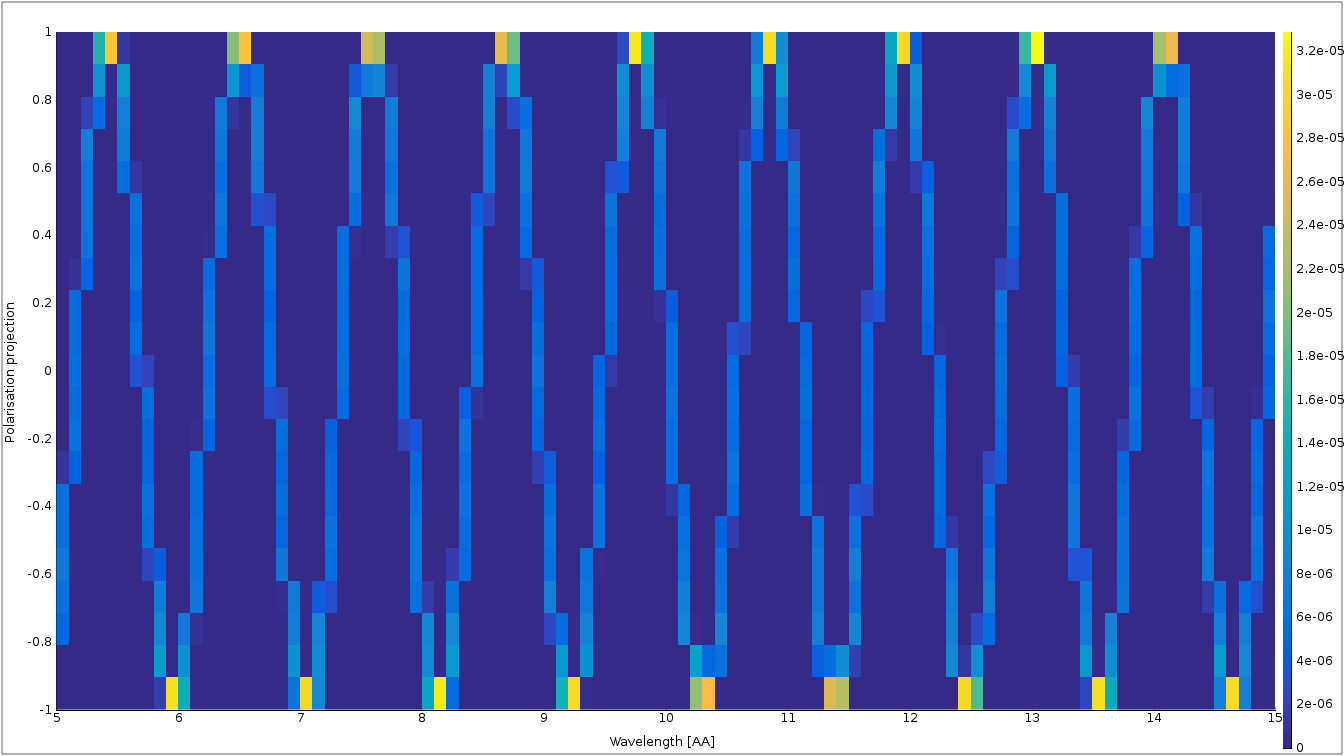 1
0.8
0.6
0.4
0.2
0
-0.2
-0.4
-0.6
-0.8
-1
Polarisation projection
5 6 7 8 9 10 11 12 13 14 15
Wavelength [AA]
3.2e-05
3e-05
2.8e-05
2.6e-05
2.4e-05
2.2e-05
2e-05
1.8e-05
1.6e-05
1.4e-05
1.2e-05
1e-05
8e-06
6e-06
4e-06
2e-06
0